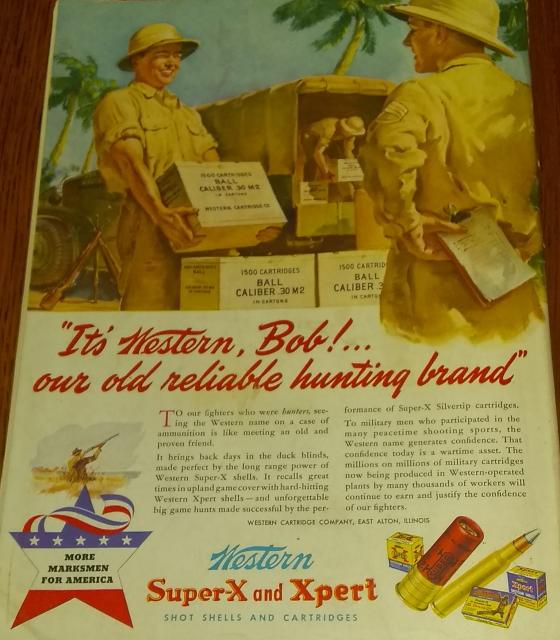 1500 CARTRIDGES
BALL
CALIBER .30 M2
IN CARTONS
WESTERN CARTRIDGE CO.
BALL
1500 CARTRIDGES
BALL
CALIBER .30 M2
IN CARTONS
1500 CARTRIDGES
BALL
CALIBER .3
IN CARTO
"It's Western, Bob!...
our old reliable hunting brand"
TO our fighters who were hunters, see-
ing the Western name on a case of
ammunition is like meeting an old and
proven friend.
It brings back days in the duck blinds,
made perfect by the long range power of
Western Super-X shells. It recalls great
times in upland game cover with hard-hitting
Western Xpert shells—and unforgettable
big game hunts made successful by the per-
formance of Super-X Silvertip cartridges.
To military men who participated in the
many peacetime shooting sports, the
Western name generates confidence. That
confidence today is a wartime asset. The
millions on millions of military cartridges
now being produced in Western-operated
plants by many thousands of workers will
continue to earn and justify the confidence
of our fighters.
WESTERN CARTRIDGE COMPANY, EAST ALTON, ILLINOIS
MORE
MARKSMEN
FOR AMERICA
Western
Super-X and Xpert
SHOT SHELLS AND CARTRIDGES
Xpert